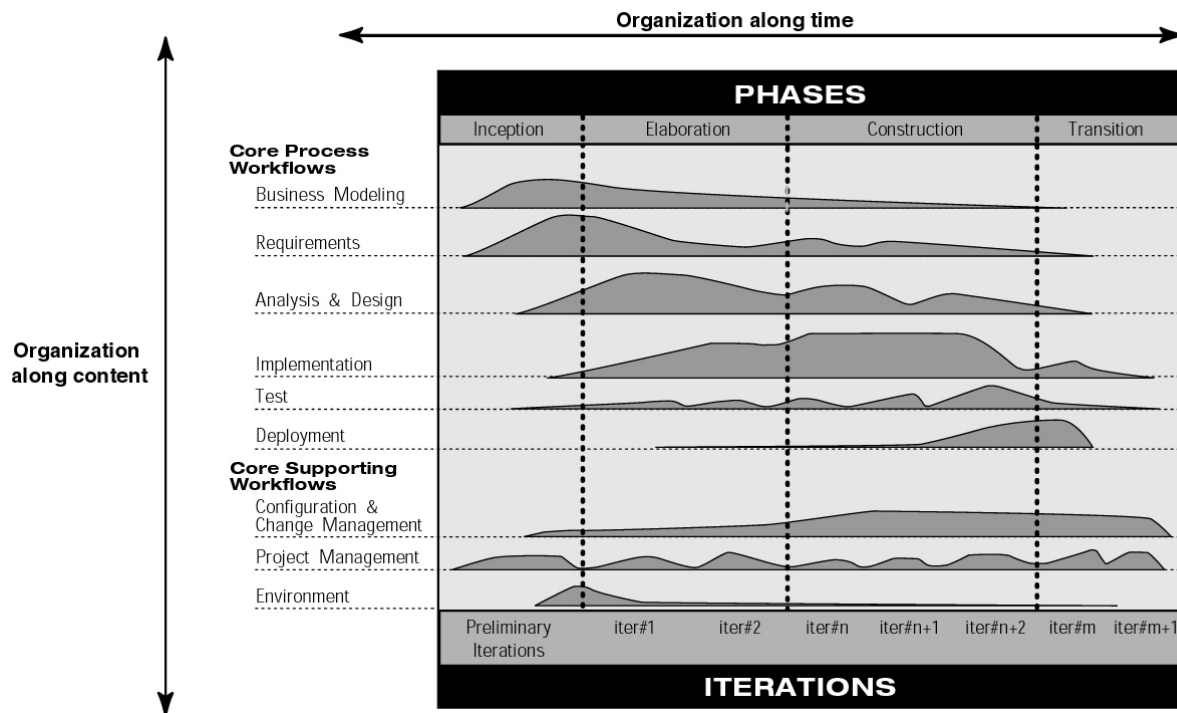 Organization along time
PHASES
Inception Elaboration Construction Transition
Core Process
Workflows
Business Modeling
Requirements
Analysis & Design
Organization
along content
Implementation
Test
Deployment
Core Supporting
Workflows
Configuration &
Change Management
Project Management
Environment
Preliminary
Iterations
iter#1 iter#2 iter#n iter#n+1 iter#n+2 iter#m iter#m+1
ITERATIONS